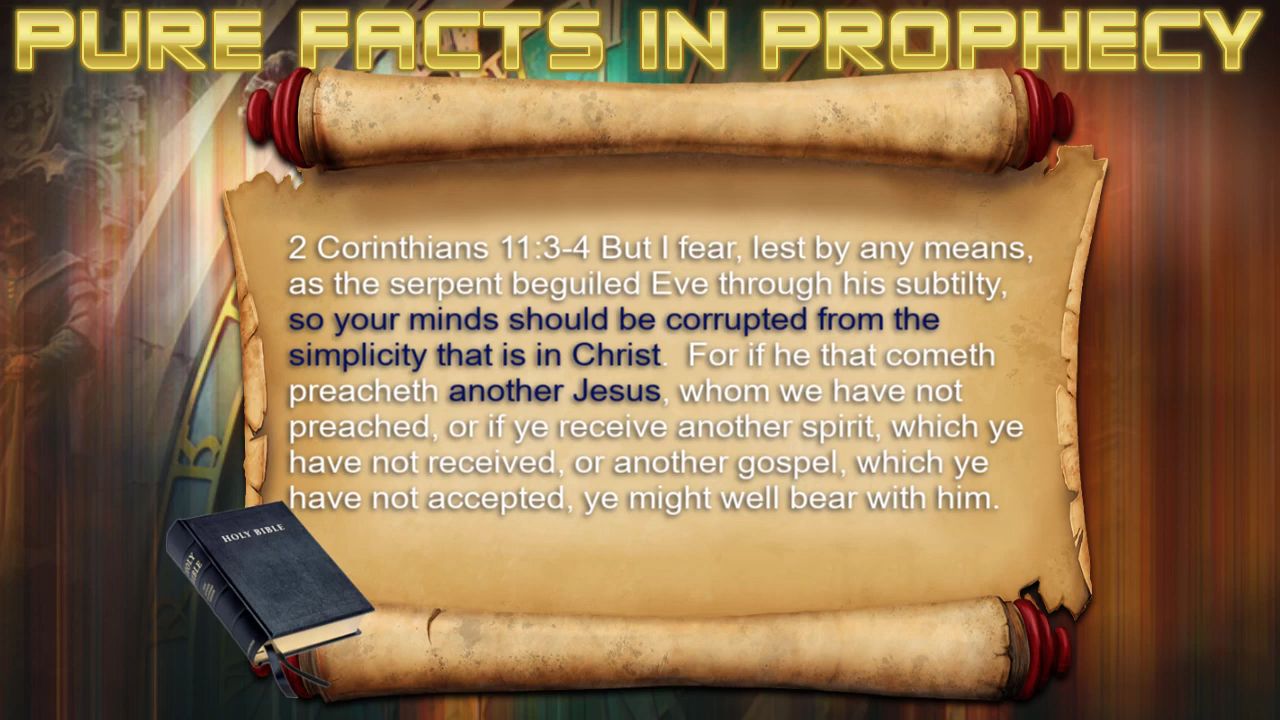 PURE FACTS IN PROPHECY
2 Corinthians 11:3-4 But I fear, lest by any means,
as the serpent beguiled Eve through his subtilty,
so your minds should be corrupted from the
simplicity that is in Christ.  For if he that cometh
preacheth another Jesus, whom we have not
preached, or if ye receive another spirit, which ye
have not received, or another gospel, which ye
have not accepted, ye might well bear with him.
HOLY BIBLE
HOLY
BIBLE